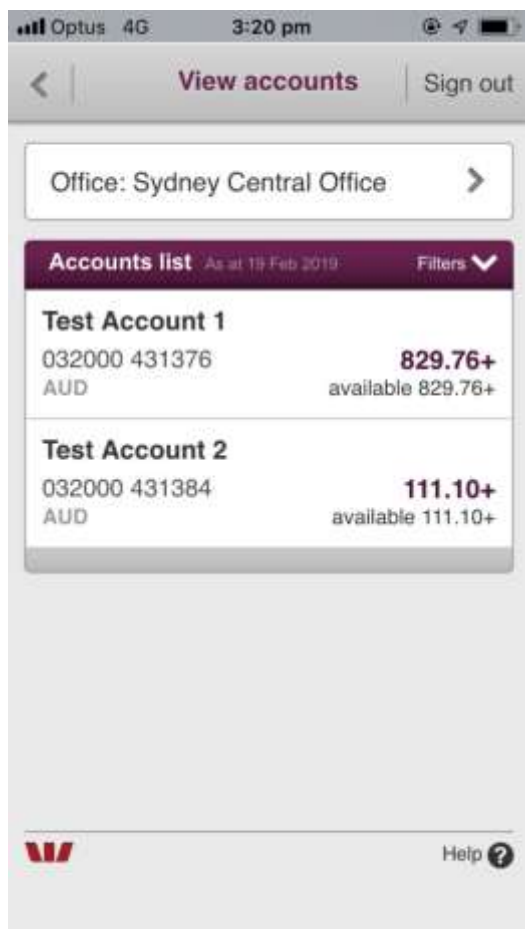 Optus 4G 3:20 pm
View accounts Sign out
Office: Sydney Central Office
Accounts list As at 19 Feb 2019 Filters
Test Account 1
032000 431376 829.76+
AUD available 829.76+
Test Account 2
032000 431384 111.10+
AUD available 111.10+
Help ?